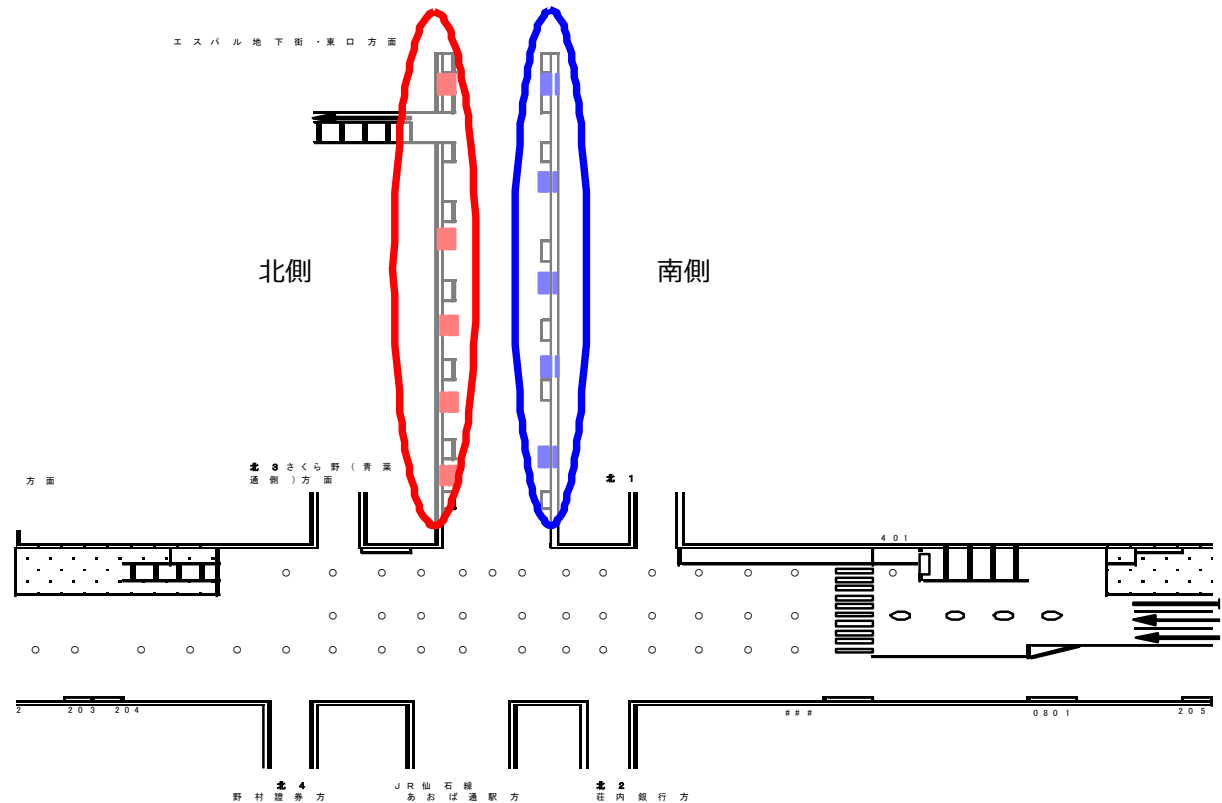 エスパル地下街・東口方面
北側
南側
北3さくら野(青葉
通側)方面
北1
方面
401
2
203
204
###
0801
205
北4
野村證券方
JR仙石線
あおば通駅方
北2
荘内銀行方